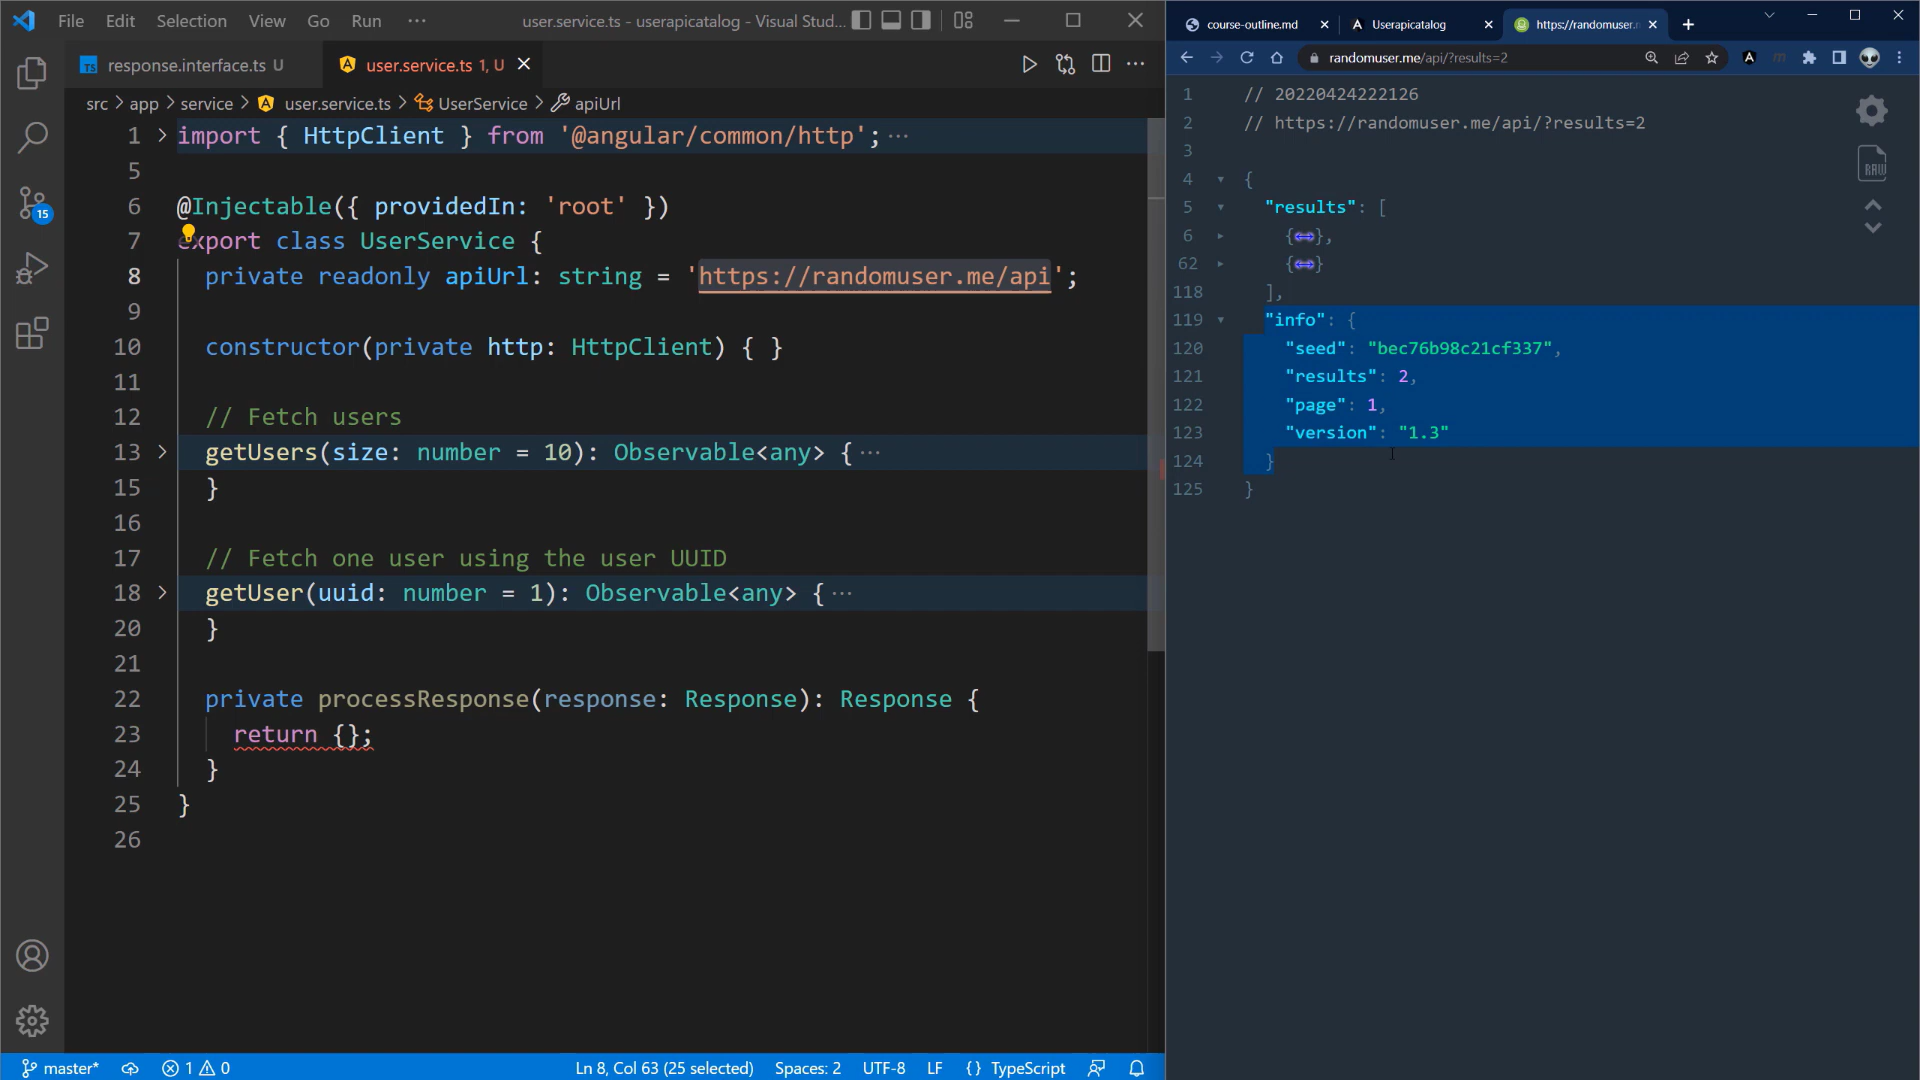 File Edit Selection View Go Run ··· user.service.ts - userapicatalog - Visual Stud...
TS response.interface.ts U user.service.ts 1, U
src > app > service > user.service.ts > UserService > apiUrl
1 import { HttpClient } from '@angular/common/http'; ···
5
6 @Injectable({ providedIn: 'root' })
7 export class UserService {
8 private readonly apiUrl: string = 'https://randomuser.me/api';
9
10 constructor(private http: HttpClient) { }
11
12 // Fetch users
13 getUsers(size: number = 10): Observable<any> { ···
15 }
16
17 // Fetch one user using the user UUID
18 getUser(uuid: number = 1): Observable<any> { ···
20 }
21
22 private processResponse(response: Response): Response {
23 return {};
24 }
25 }
26
15
master* 1 0 Ln 8, Col 63 (25 selected) Spaces: 2 UTF-8 LF { } TypeScript
course-outline.md Userapicatalog https://randomuser.
randomuser.me/api/?results=2
1 // 20220424222126
2 // https://randomuser.me/api/?results=2
3
4 {
5 "results": [
6 {},
62 {}
118 ],
119 "info": {
120 "seed": "bec76b98c21cf337",
121 "results": 2,
122 "page": 1,
123 "version": "1.3"
124 }
125 }
RAW